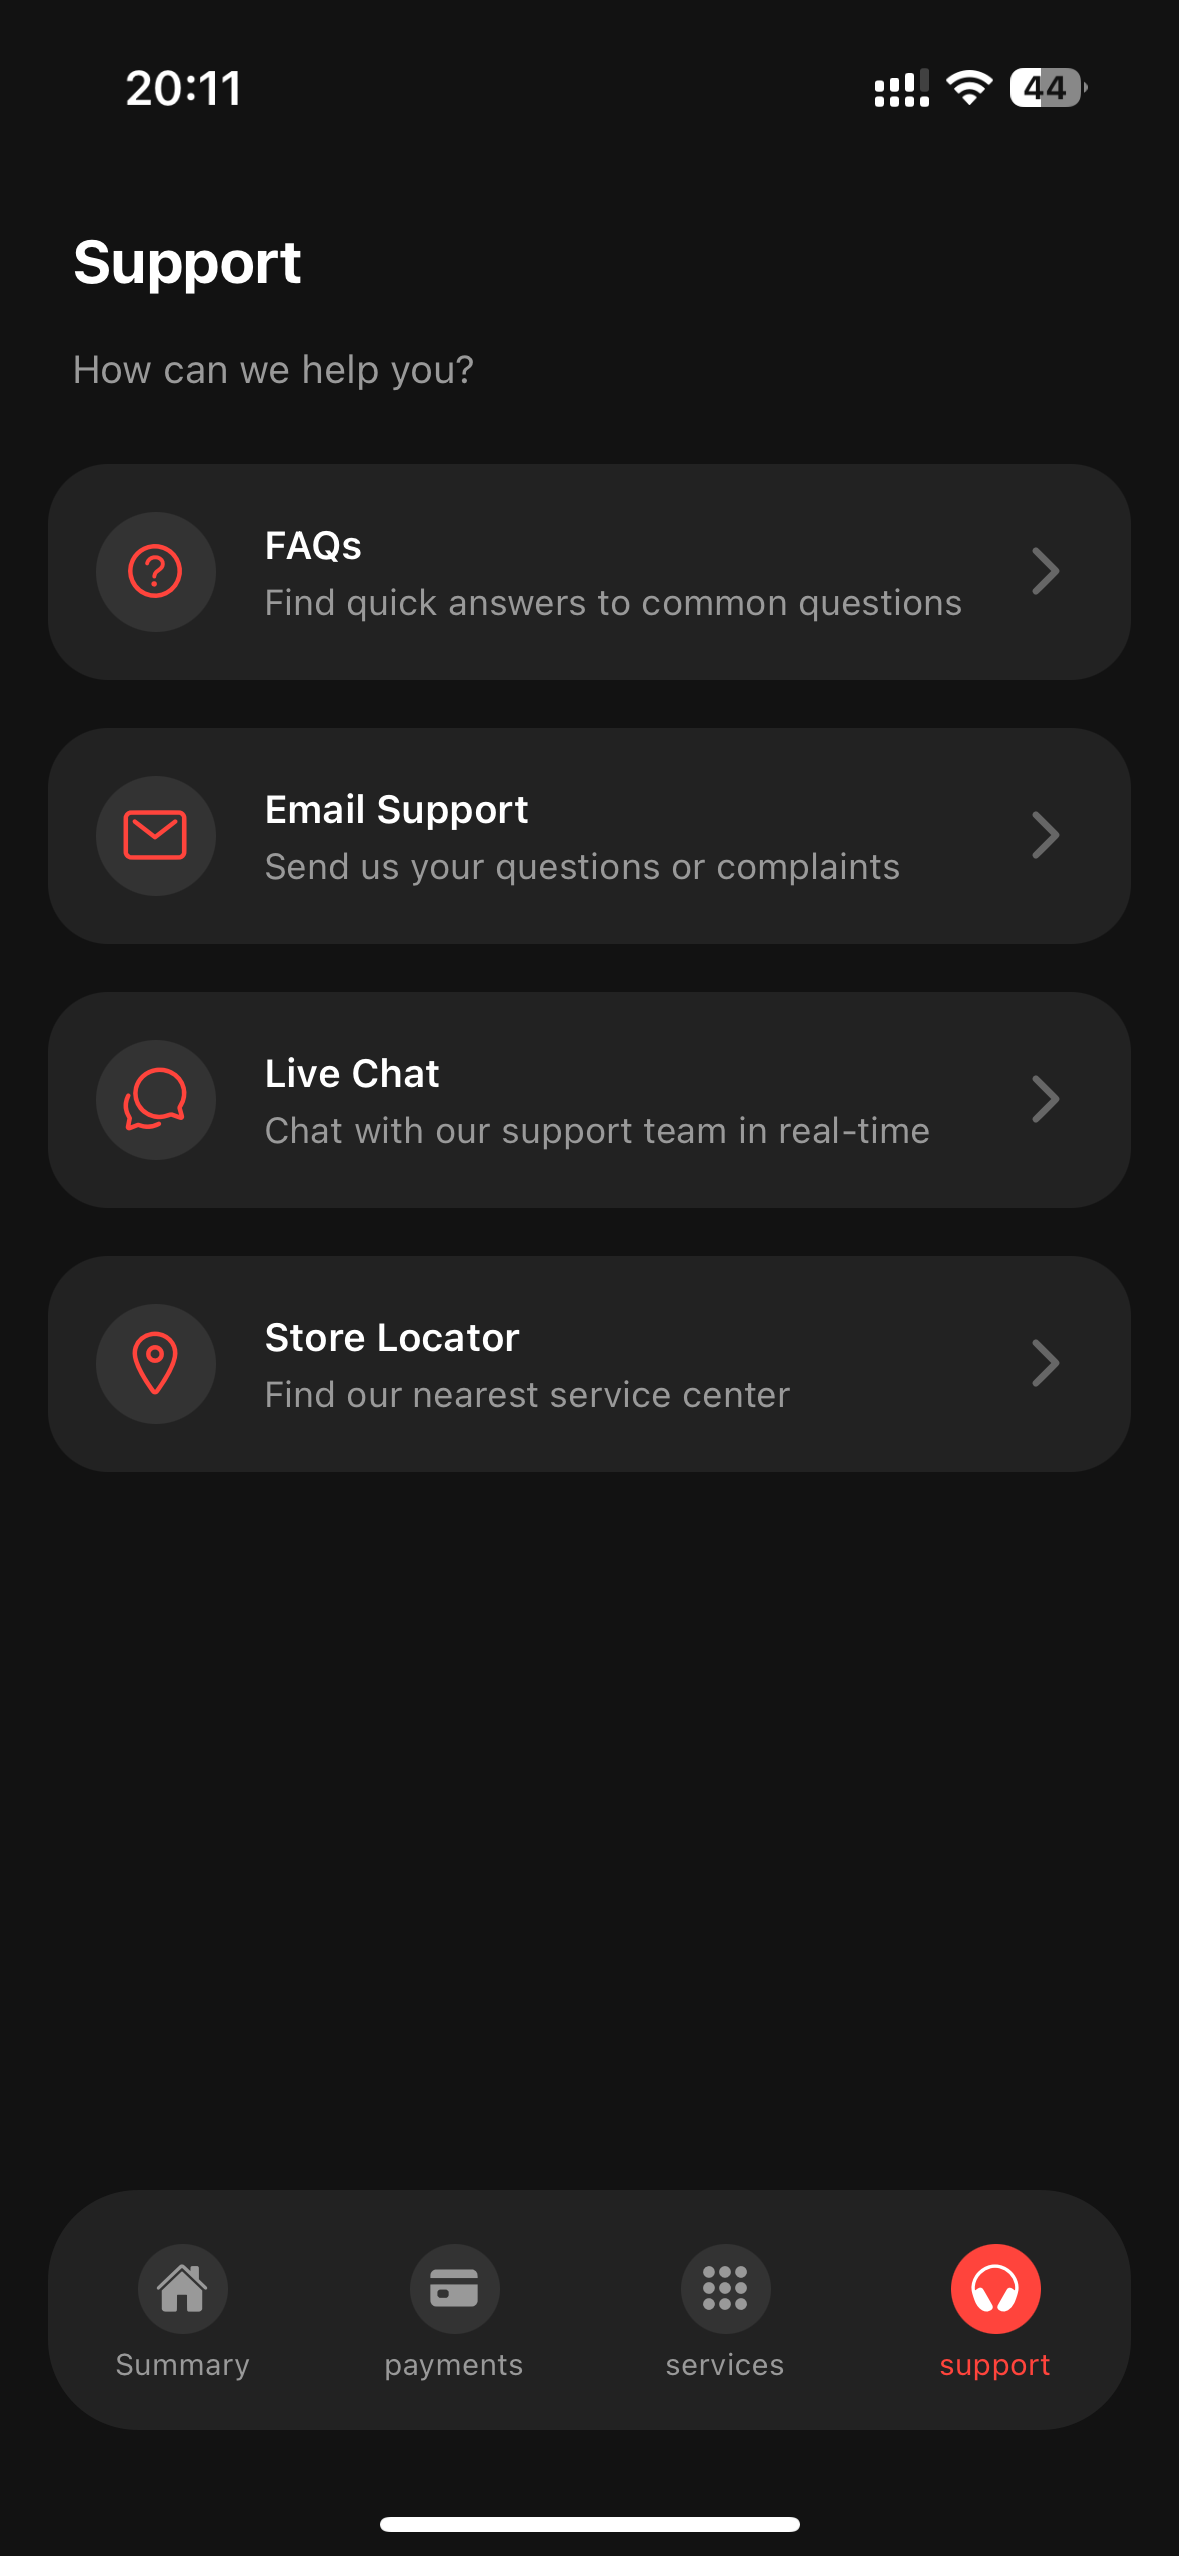 20:11
44
Support
How can we help you?
FAQs
Find quick answers to common questions
Email Support
Send us your questions or complaints
Live Chat
Chat with our support team in real-time
Store Locator
Find our nearest service center
Summary
payments
services
support